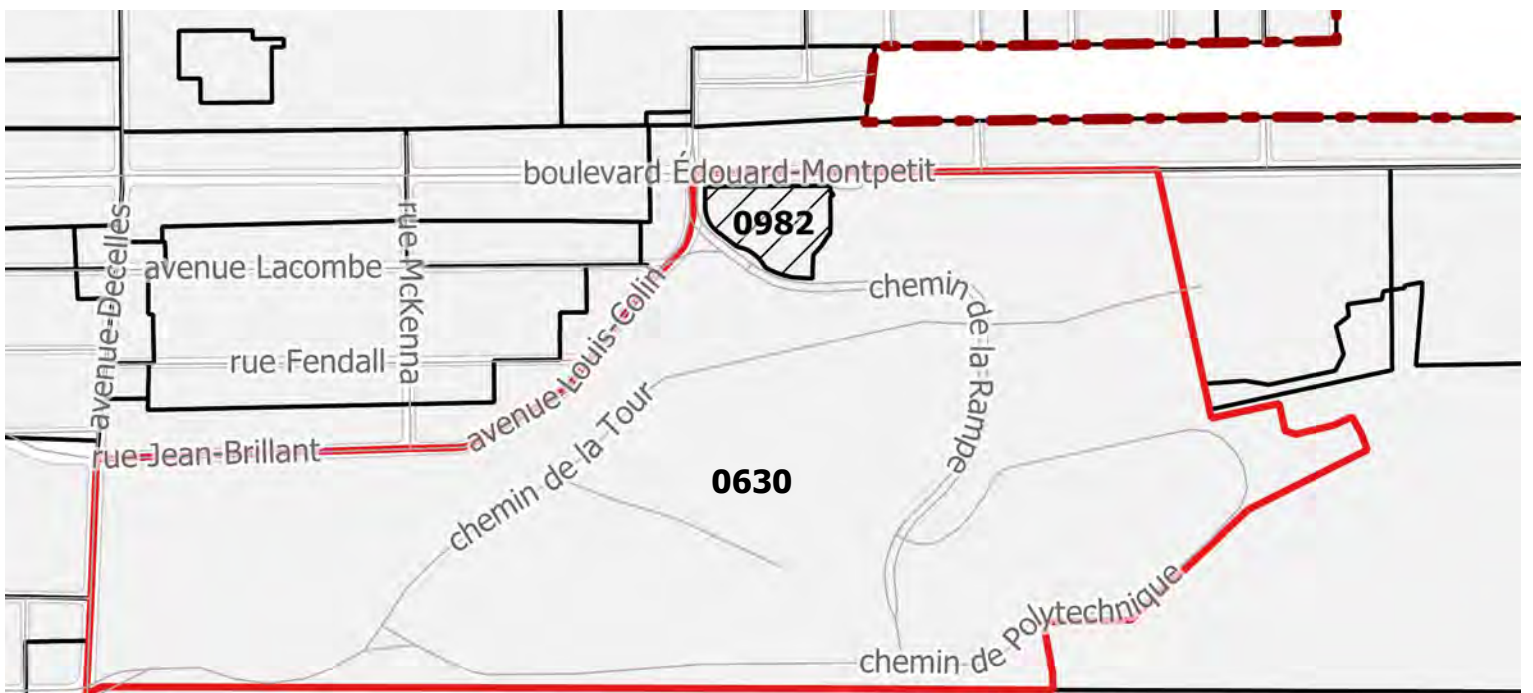 boulevard Édouard-Montpetit
0982
avenue-Decelles
rue-McKenna
avenue Lacombe
chemin de-la-Rampe
avenue-Louis-Colin
rue Fendall
chemin de la Tour
rue-Jean-Brillant
0630
chemin-de-Polytechnique